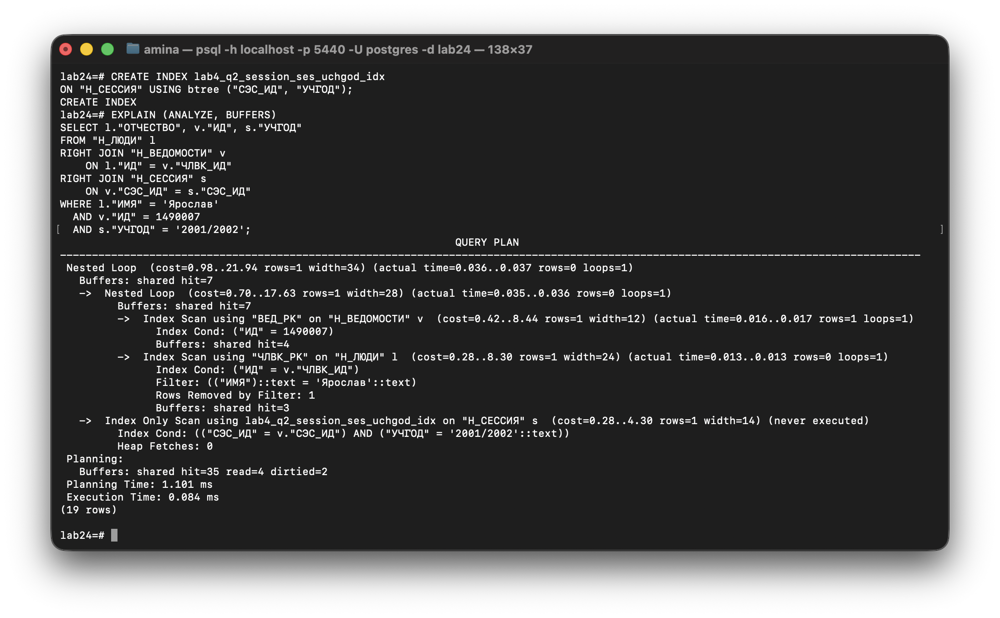 amina — psql -h localhost -p 5440 -U postgres -d lab24 — 138×37
lab24=# CREATE INDEX lab4_q2_session_ses_uchgod_idx
ON "Н_СЕССИЯ" USING btree ("СЭС_ИД", "УЧГОД");
CREATE INDEX
lab24=# EXPLAIN (ANALYZE, BUFFERS)
SELECT l."ОТЧЕСТВО", v."ИД", s."УЧГОД"
FROM "Н_ЛЮДИ" l
RIGHT JOIN "Н_ВЕДОМОСТИ" v
    ON l."ИД" = v."ЧЛВК_ИД"
RIGHT JOIN "Н_СЕССИЯ" s
    ON v."СЭС_ИД" = s."СЭС_ИД"
WHERE l."ИМЯ" = 'Ярослав'
  AND v."ИД" = 1490007
[  AND s."УЧГОД" = '2001/2002'; ]
QUERY PLAN
-------------------------------------------------------------------------------------------------------------------------------
 Nested Loop  (cost=0.98..21.94 rows=1 width=34) (actual time=0.036..0.037 rows=0 loops=1)
   Buffers: shared hit=7
   ->  Nested Loop  (cost=0.70..17.63 rows=1 width=28) (actual time=0.035..0.036 rows=0 loops=1)
         Buffers: shared hit=7
         ->  Index Scan using "ВЕД_PK" on "Н_ВЕДОМОСТИ" v  (cost=0.42..8.44 rows=1 width=12) (actual time=0.016..0.017 rows=1 loops=1)
               Index Cond: ("ИД" = 1490007)
               Buffers: shared hit=4
         ->  Index Scan using "ЧЛВК_PK" on "Н_ЛЮДИ" l  (cost=0.28..8.30 rows=1 width=24) (actual time=0.013..0.013 rows=0 loops=1)
               Index Cond: ("ИД" = v."ЧЛВК_ИД")
               Filter: (("ИМЯ")::text = 'Ярослав'::text)
               Rows Removed by Filter: 1
               Buffers: shared hit=3
   ->  Index Only Scan using lab4_q2_session_ses_uchgod_idx on "Н_СЕССИЯ" s  (cost=0.28..4.30 rows=1 width=14) (never executed)
         Index Cond: (("СЭС_ИД" = v."СЭС_ИД") AND ("УЧГОД" = '2001/2002'::text))
         Heap Fetches: 0
 Planning:
   Buffers: shared hit=35 read=4 dirtied=2
 Planning Time: 1.101 ms
 Execution Time: 0.084 ms
(19 rows)
lab24=#